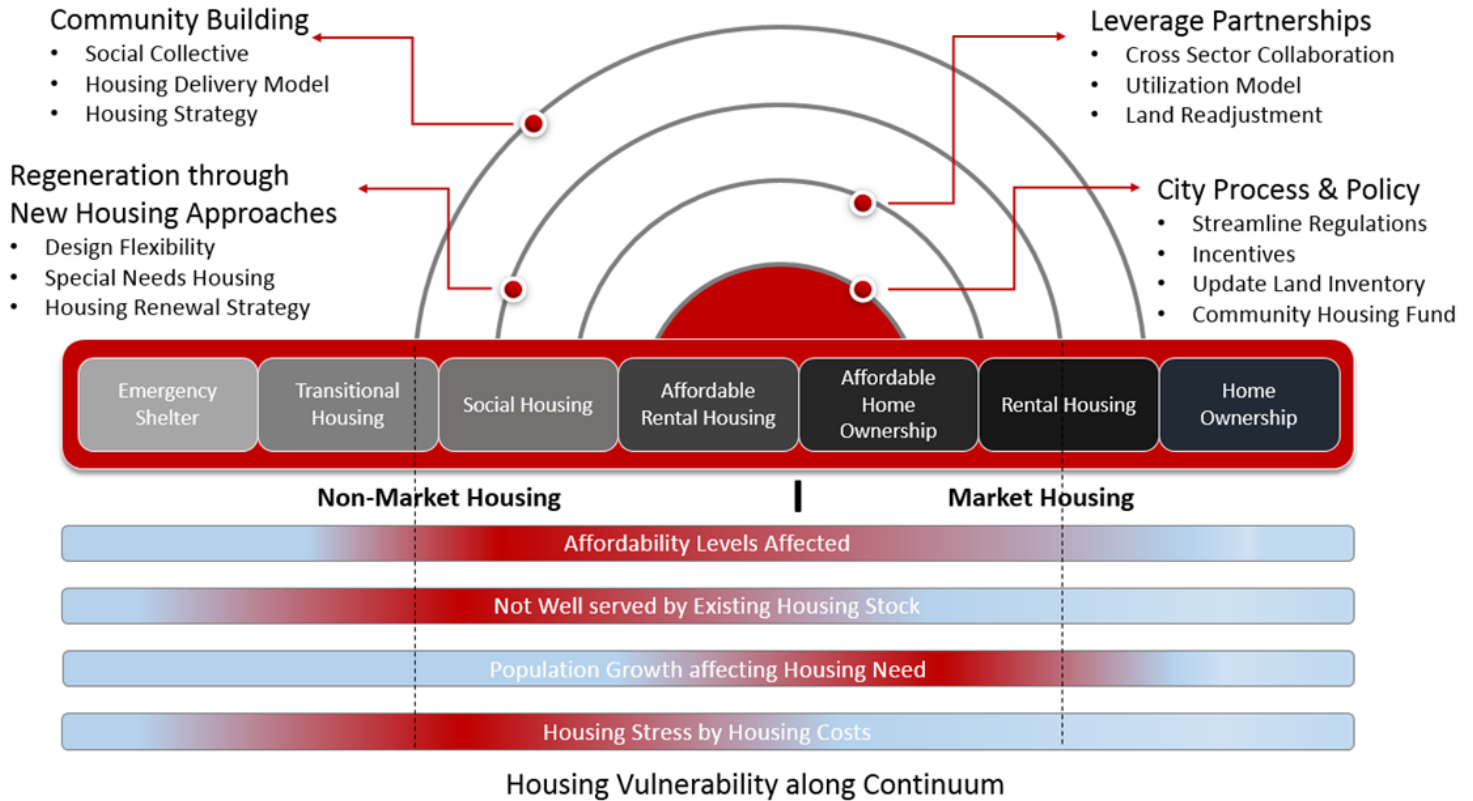 Community Building
• Social Collective
• Housing Delivery Model
• Housing Strategy
Regeneration through
New Housing Approaches
• Design Flexibility
• Special Needs Housing
• Housing Renewal Strategy
Leverage Partnerships
• Cross Sector Collaboration
• Utilization Model
• Land Readjustment
City Process & Policy
• Streamline Regulations
• Incentives
• Update Land Inventory
• Community Housing Fund
Emergency
Shelter
Transitional
Housing
Social Housing
Affordable
Rental Housing
Affordable
Home
Ownership
Rental Housing
Home
Ownership
Non-Market Housing
Market Housing
Affordability Levels Affected
Not Well served by Existing Housing Stock
Population Growth affecting Housing Need
Housing Stress by Housing Costs
Housing Vulnerability along Continuum